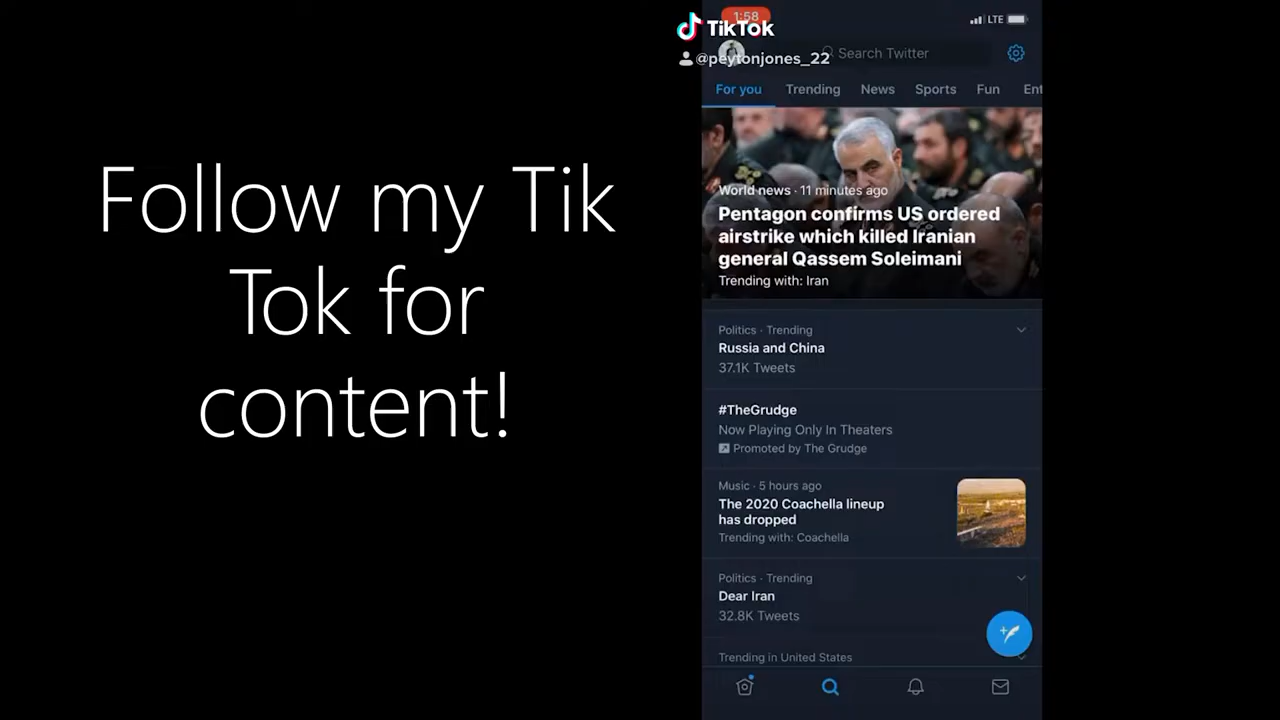 Follow my Tik
Tok for
content!
1:58
TikTok
LTE
@peytonjones_22
Search Twitter
For you
Trending
News
Sports
Fun
Ent
World news · 11 minutes ago
Pentagon confirms US ordered
airstrike which killed Iranian
general Qassem Soleimani
Trending with: Iran
Politics · Trending
Russia and China
37.1K Tweets
#TheGrudge
Now Playing Only In Theaters
Promoted by The Grudge
Music · 5 hours ago
The 2020 Coachella lineup
has dropped
Trending with: Coachella
Politics · Trending
Dear Iran
32.8K Tweets
Trending in United States